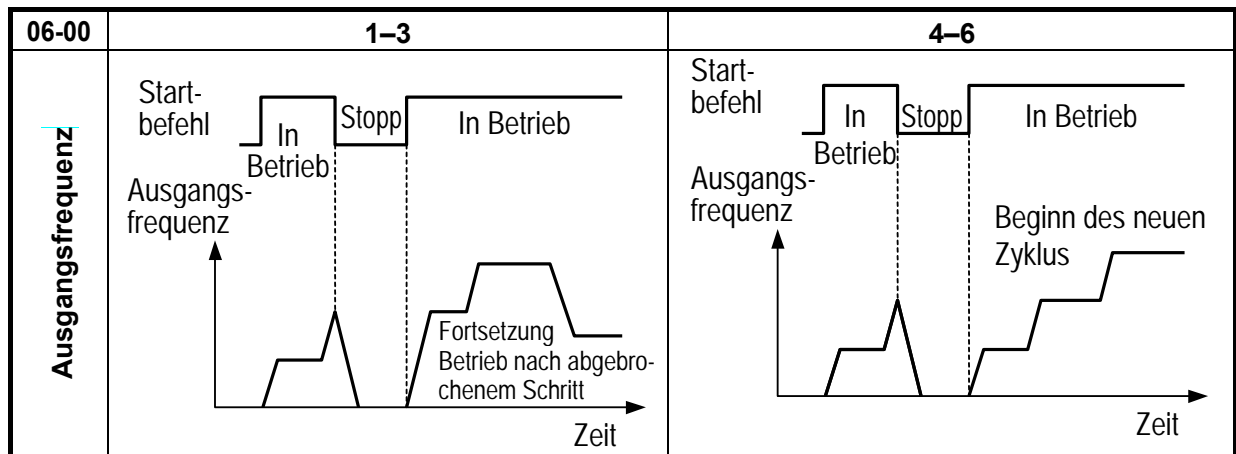 06-00
1–3
4–6
Ausgangsfrequenz
Start-
befehl
In
Betrieb
Stopp
In Betrieb
Ausgangs-
frequenz
Fortsetzung
Betrieb nach abgebro-
chenem Schritt
Zeit
Start-
befehl
In
Betrieb
Stopp
In Betrieb
Ausgangs-
frequenz
Beginn des neuen
Zyklus
Zeit